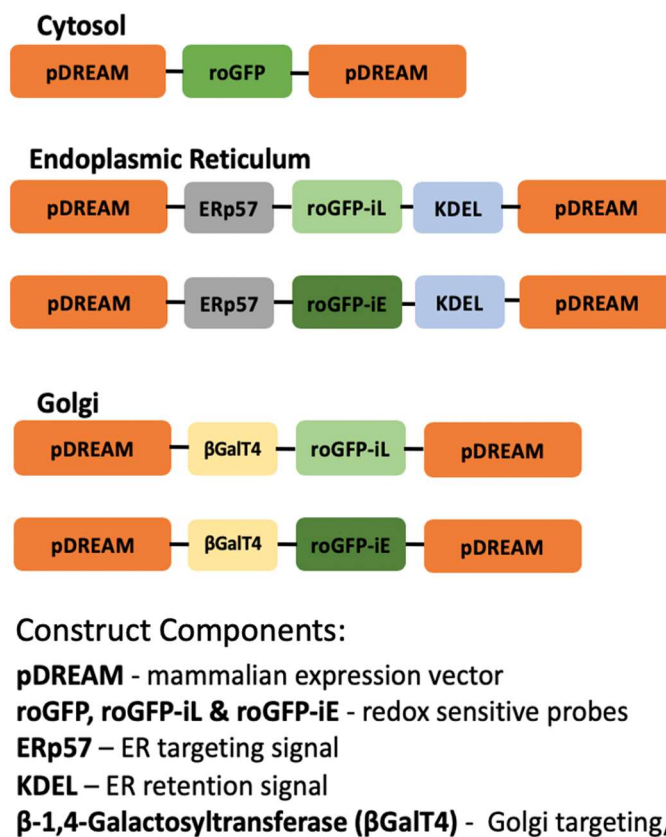 Cytosol
pDREAM roGFP pDREAM
Endoplasmic Reticulum
pDREAM ERp57 roGFP-iL KDEL pDREAM
pDREAM ERp57 roGFP-iE KDEL pDREAM
Golgi
pDREAM βGalT4 roGFP-iL pDREAM
pDREAM βGalT4 roGFP-iE pDREAM
Construct Components:
pDREAM - mammalian expression vector
roGFP, roGFP-iL & roGFP-iE - redox sensitive probes
ERp57 – ER targeting signal
KDEL – ER retention signal
β-1,4-Galactosyltransferase (βGalT4) - Golgi targeting,